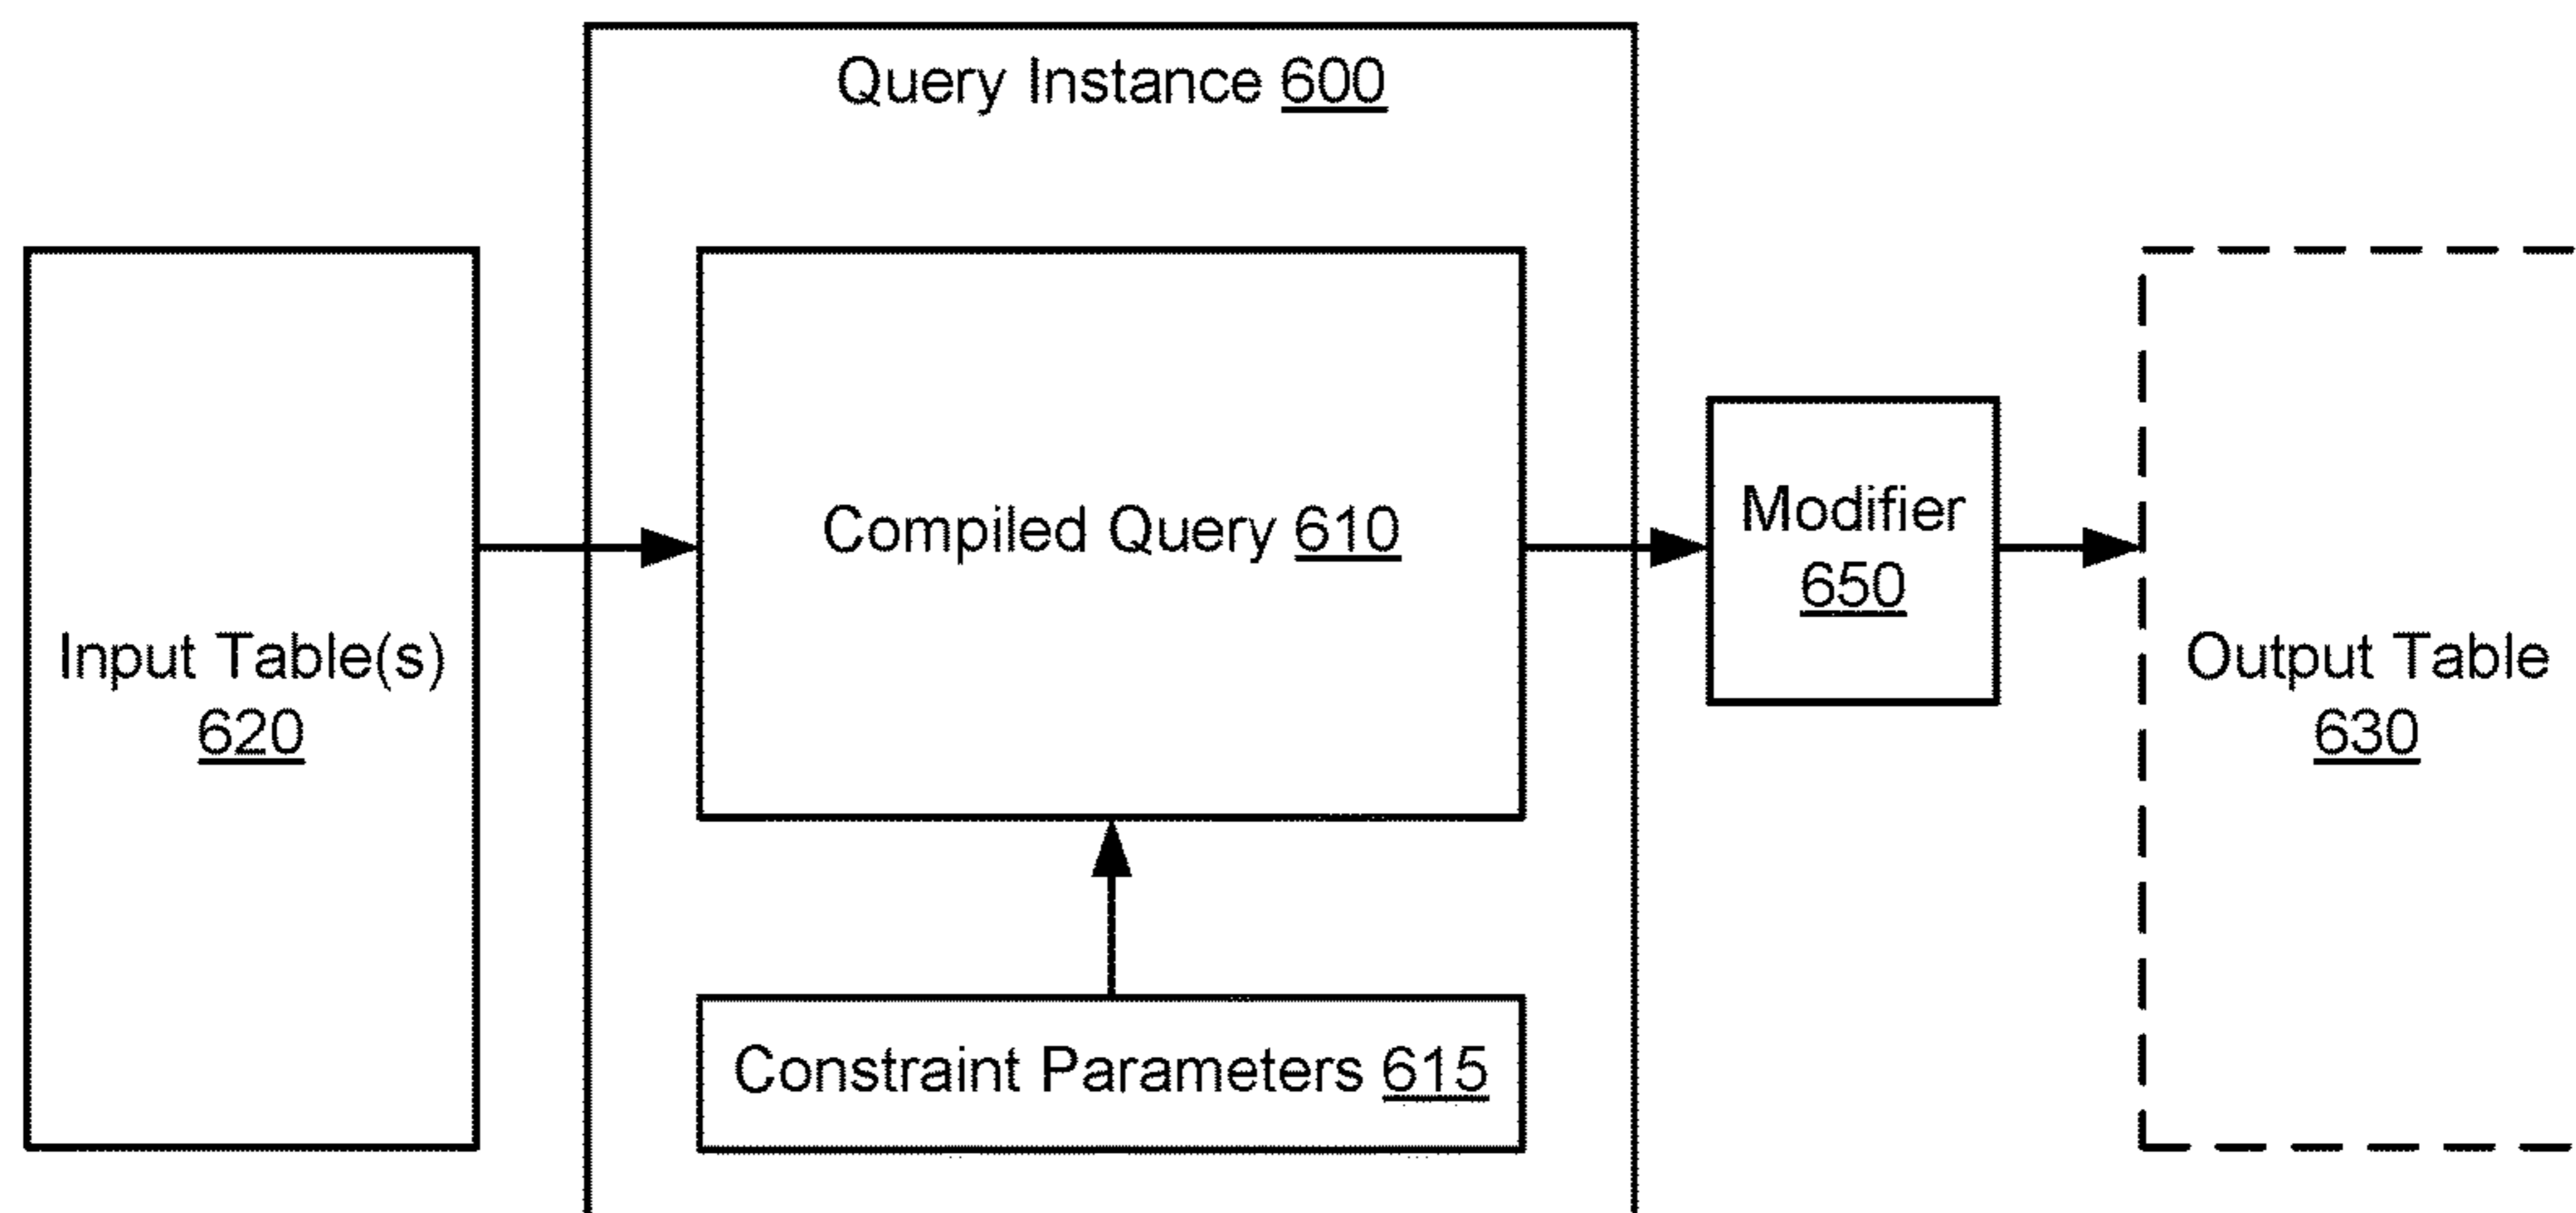 Query Instance 600
Input Table(s)
620
Compiled Query 610
Constraint Parameters 615
Modifier
650
Output Table
630